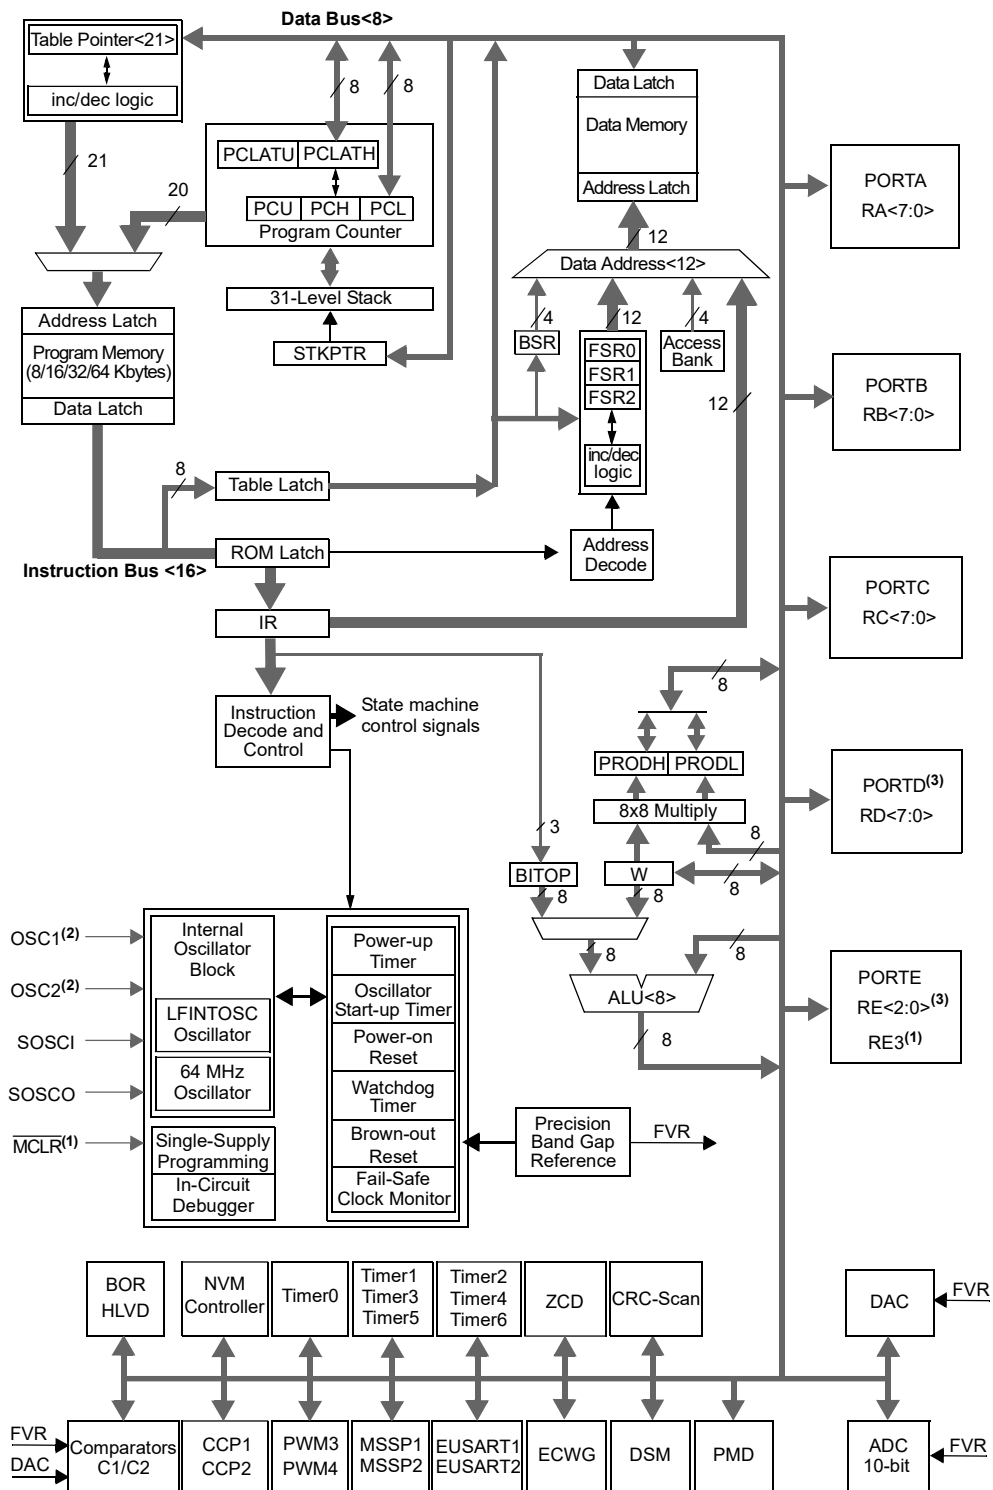 Data Bus<8>
Table Pointer<21>
inc/dec logic
21
20
8
8
PCLATU
PCLATH
PCU
PCH
PCL
Program Counter
31-Level Stack
STKPTR
Data Latch
Data Memory
Address Latch
12
Data Address<12>
4
12
4
BSR
FSR0
FSR1
FSR2
inc/dec
logic
Access
Bank
12
Address Latch
Program Memory
(8/16/32/64 Kbytes)
Data Latch
8
Table Latch
ROM Latch
Instruction Bus <16>
Address
Decode
IR
Instruction
Decode and
Control
State machine
control signals
8
PRODH
PRODL
8x8 Multiply
3
8
BITOP
W
8
8
8
8
8
ALU<8>
8
PORTA
RA<7:0>
PORTB
RB<7:0>
PORTC
RC<7:0>
PORTD(3)
RD<7:0>
PORTE
RE<2:0>(3)
RE3(1)
OSC1(2)
OSC2(2)
SOSCI
SOSCO
MCLR(1)
Internal
Oscillator
Block
LFINTOSC
Oscillator
64 MHz
Oscillator
Single-Supply
Programming
In-Circuit
Debugger
Power-up
Timer
Oscillator
Start-up Timer
Power-on
Reset
Watchdog
Timer
Brown-out
Reset
Fail-Safe
Clock Monitor
Precision
Band Gap
Reference
FVR
BOR
HLVD
NVM
Controller
Timer0
Timer1
Timer3
Timer5
Timer2
Timer4
Timer6
ZCD
CRC-Scan
DAC
FVR
FVR
DAC
Comparators
C1/C2
CCP1
CCP2
PWM3
PWM4
MSSP1
MSSP2
EUSART1
EUSART2
ECWG
DSM
PMD
ADC
10-bit
FVR